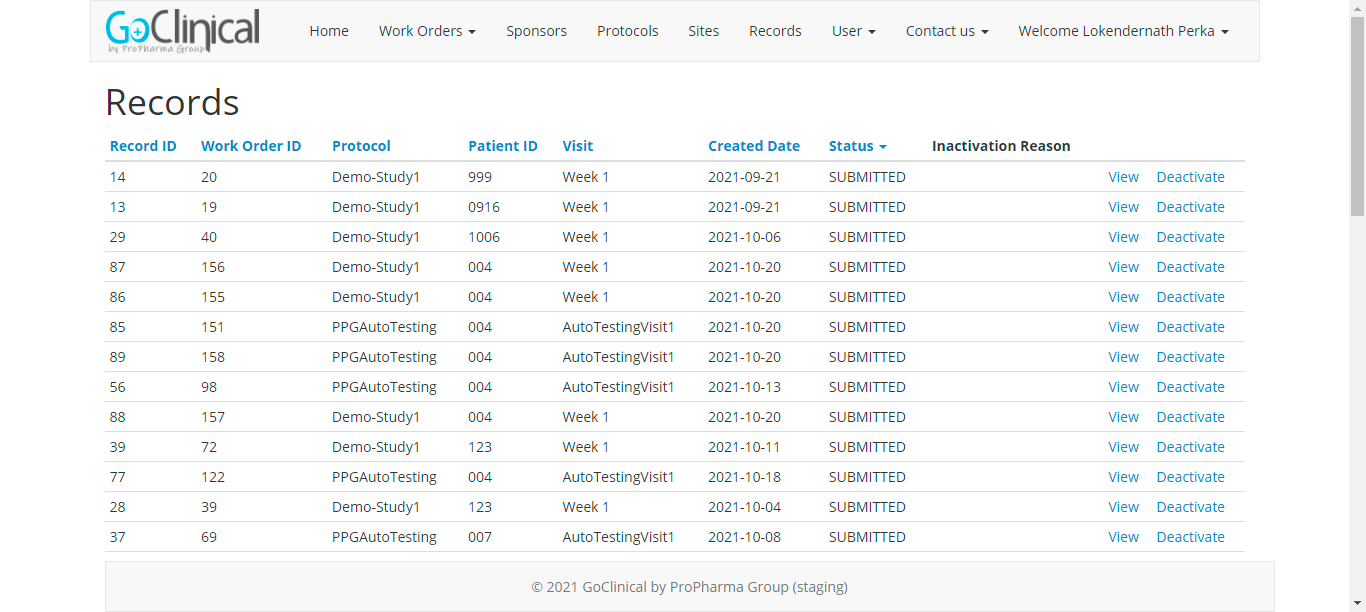 GoClinical
by ProPharma Group
Home Work Orders Sponsors Protocols Sites Records User Contact us Welcome Lokendernath Perka
Records
Record ID Work Order ID Protocol Patient ID Visit Created Date Status Inactivation Reason
14 20 Demo-Study1 999 Week 1 2021-09-21 SUBMITTED View Deactivate
13 19 Demo-Study1 0916 Week 1 2021-09-21 SUBMITTED View Deactivate
29 40 Demo-Study1 1006 Week 1 2021-10-06 SUBMITTED View Deactivate
87 156 Demo-Study1 004 Week 1 2021-10-20 SUBMITTED View Deactivate
86 155 Demo-Study1 004 Week 1 2021-10-20 SUBMITTED View Deactivate
85 151 PPGAutoTesting 004 AutoTestingVisit1 2021-10-20 SUBMITTED View Deactivate
89 158 PPGAutoTesting 004 AutoTestingVisit1 2021-10-20 SUBMITTED View Deactivate
56 98 PPGAutoTesting 004 AutoTestingVisit1 2021-10-13 SUBMITTED View Deactivate
88 157 Demo-Study1 004 Week 1 2021-10-20 SUBMITTED View Deactivate
39 72 Demo-Study1 123 Week 1 2021-10-11 SUBMITTED View Deactivate
77 122 PPGAutoTesting 004 AutoTestingVisit1 2021-10-18 SUBMITTED View Deactivate
28 39 Demo-Study1 123 Week 1 2021-10-04 SUBMITTED View Deactivate
37 69 PPGAutoTesting 007 AutoTestingVisit1 2021-10-08 SUBMITTED View Deactivate
© 2021 GoClinical by ProPharma Group (staging)